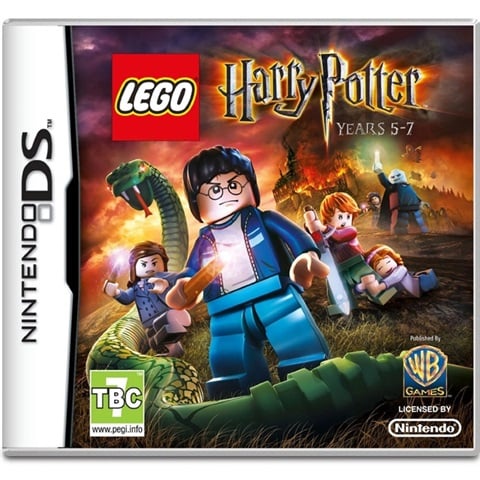 NINTENDO DS
LEGO
Harry Potter
YEARS 5-7
7
TBC
www.pegi.info
Published By
WB
GAMES
LICENSED BY
Nintendo